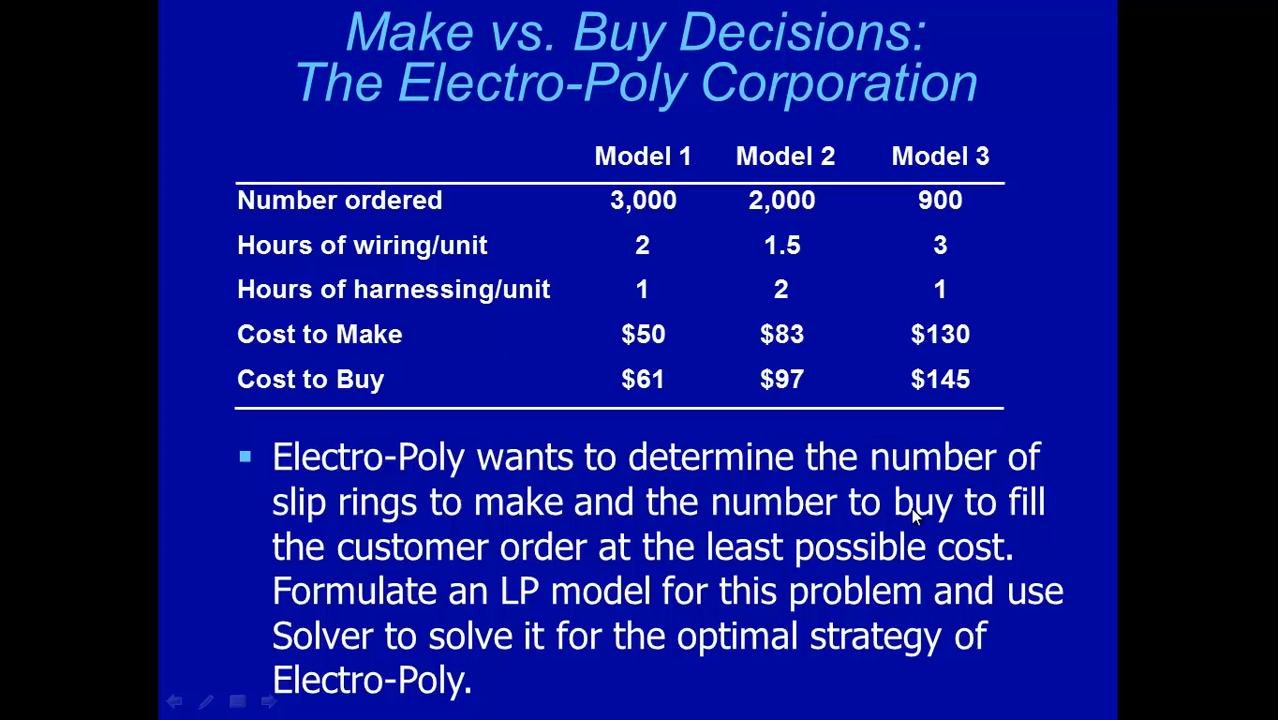 Make vs. Buy Decisions:
The Electro-Poly Corporation
Model 1 Model 2 Model 3
Number ordered 3,000 2,000 900
Hours of wiring/unit 2 1.5 3
Hours of harnessing/unit 1 2 1
Cost to Make $50 $83 $130
Cost to Buy $61 $97 $145
Electro-Poly wants to determine the number of
slip rings to make and the number to buy to fill
the customer order at the least possible cost.
Formulate an LP model for this problem and use
Solver to solve it for the optimal strategy of
Electro-Poly.